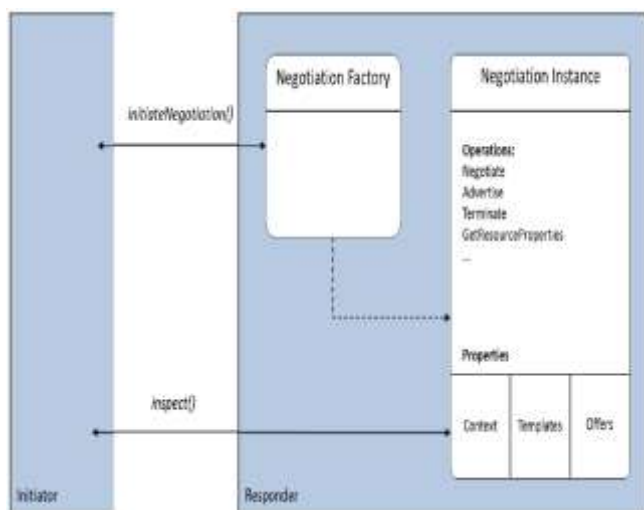 Negotiation Factory
Negotiation Instance
initiateNegotiation()
Operations:
Negotiate
Advertise
Terminate
GetResourceProperties
...
Properties
Inspect()
Context
Templates
Offers
Initiator
Responder